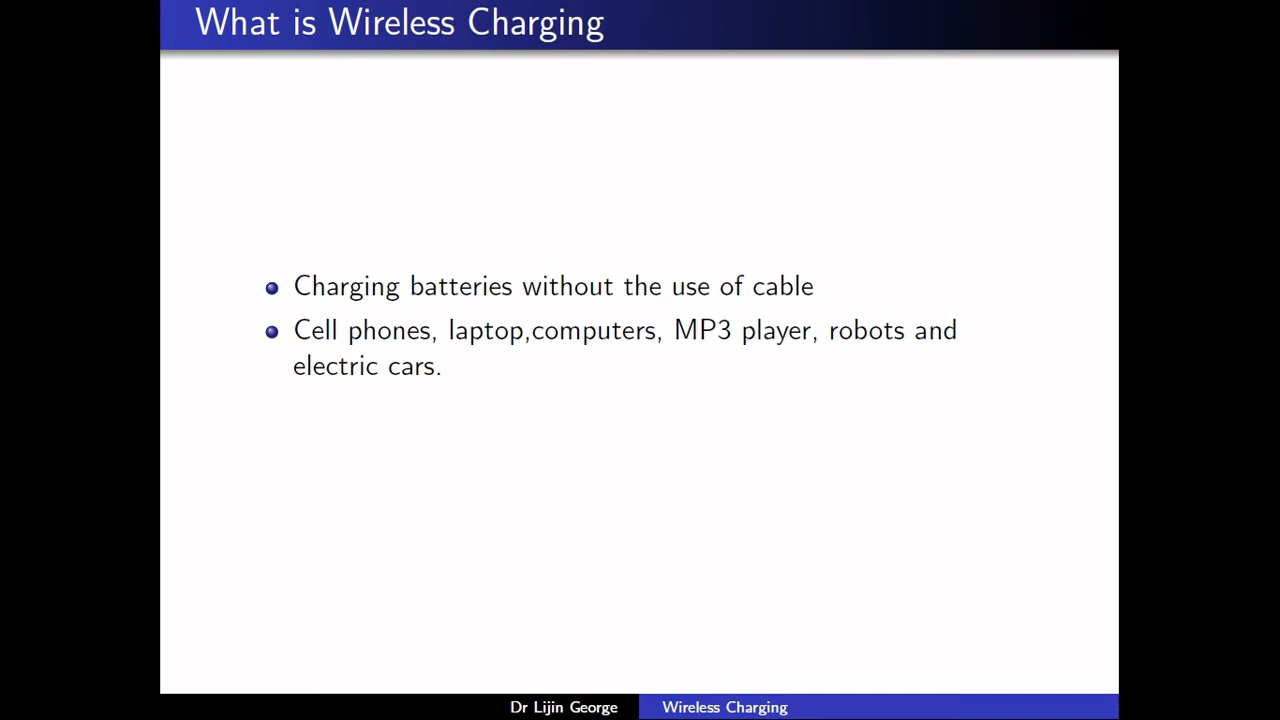 What is Wireless Charging
Charging batteries without the use of cable
Cell phones, laptop,computers, MP3 player, robots and
electric cars.
Dr Lijin George
Wireless Charging